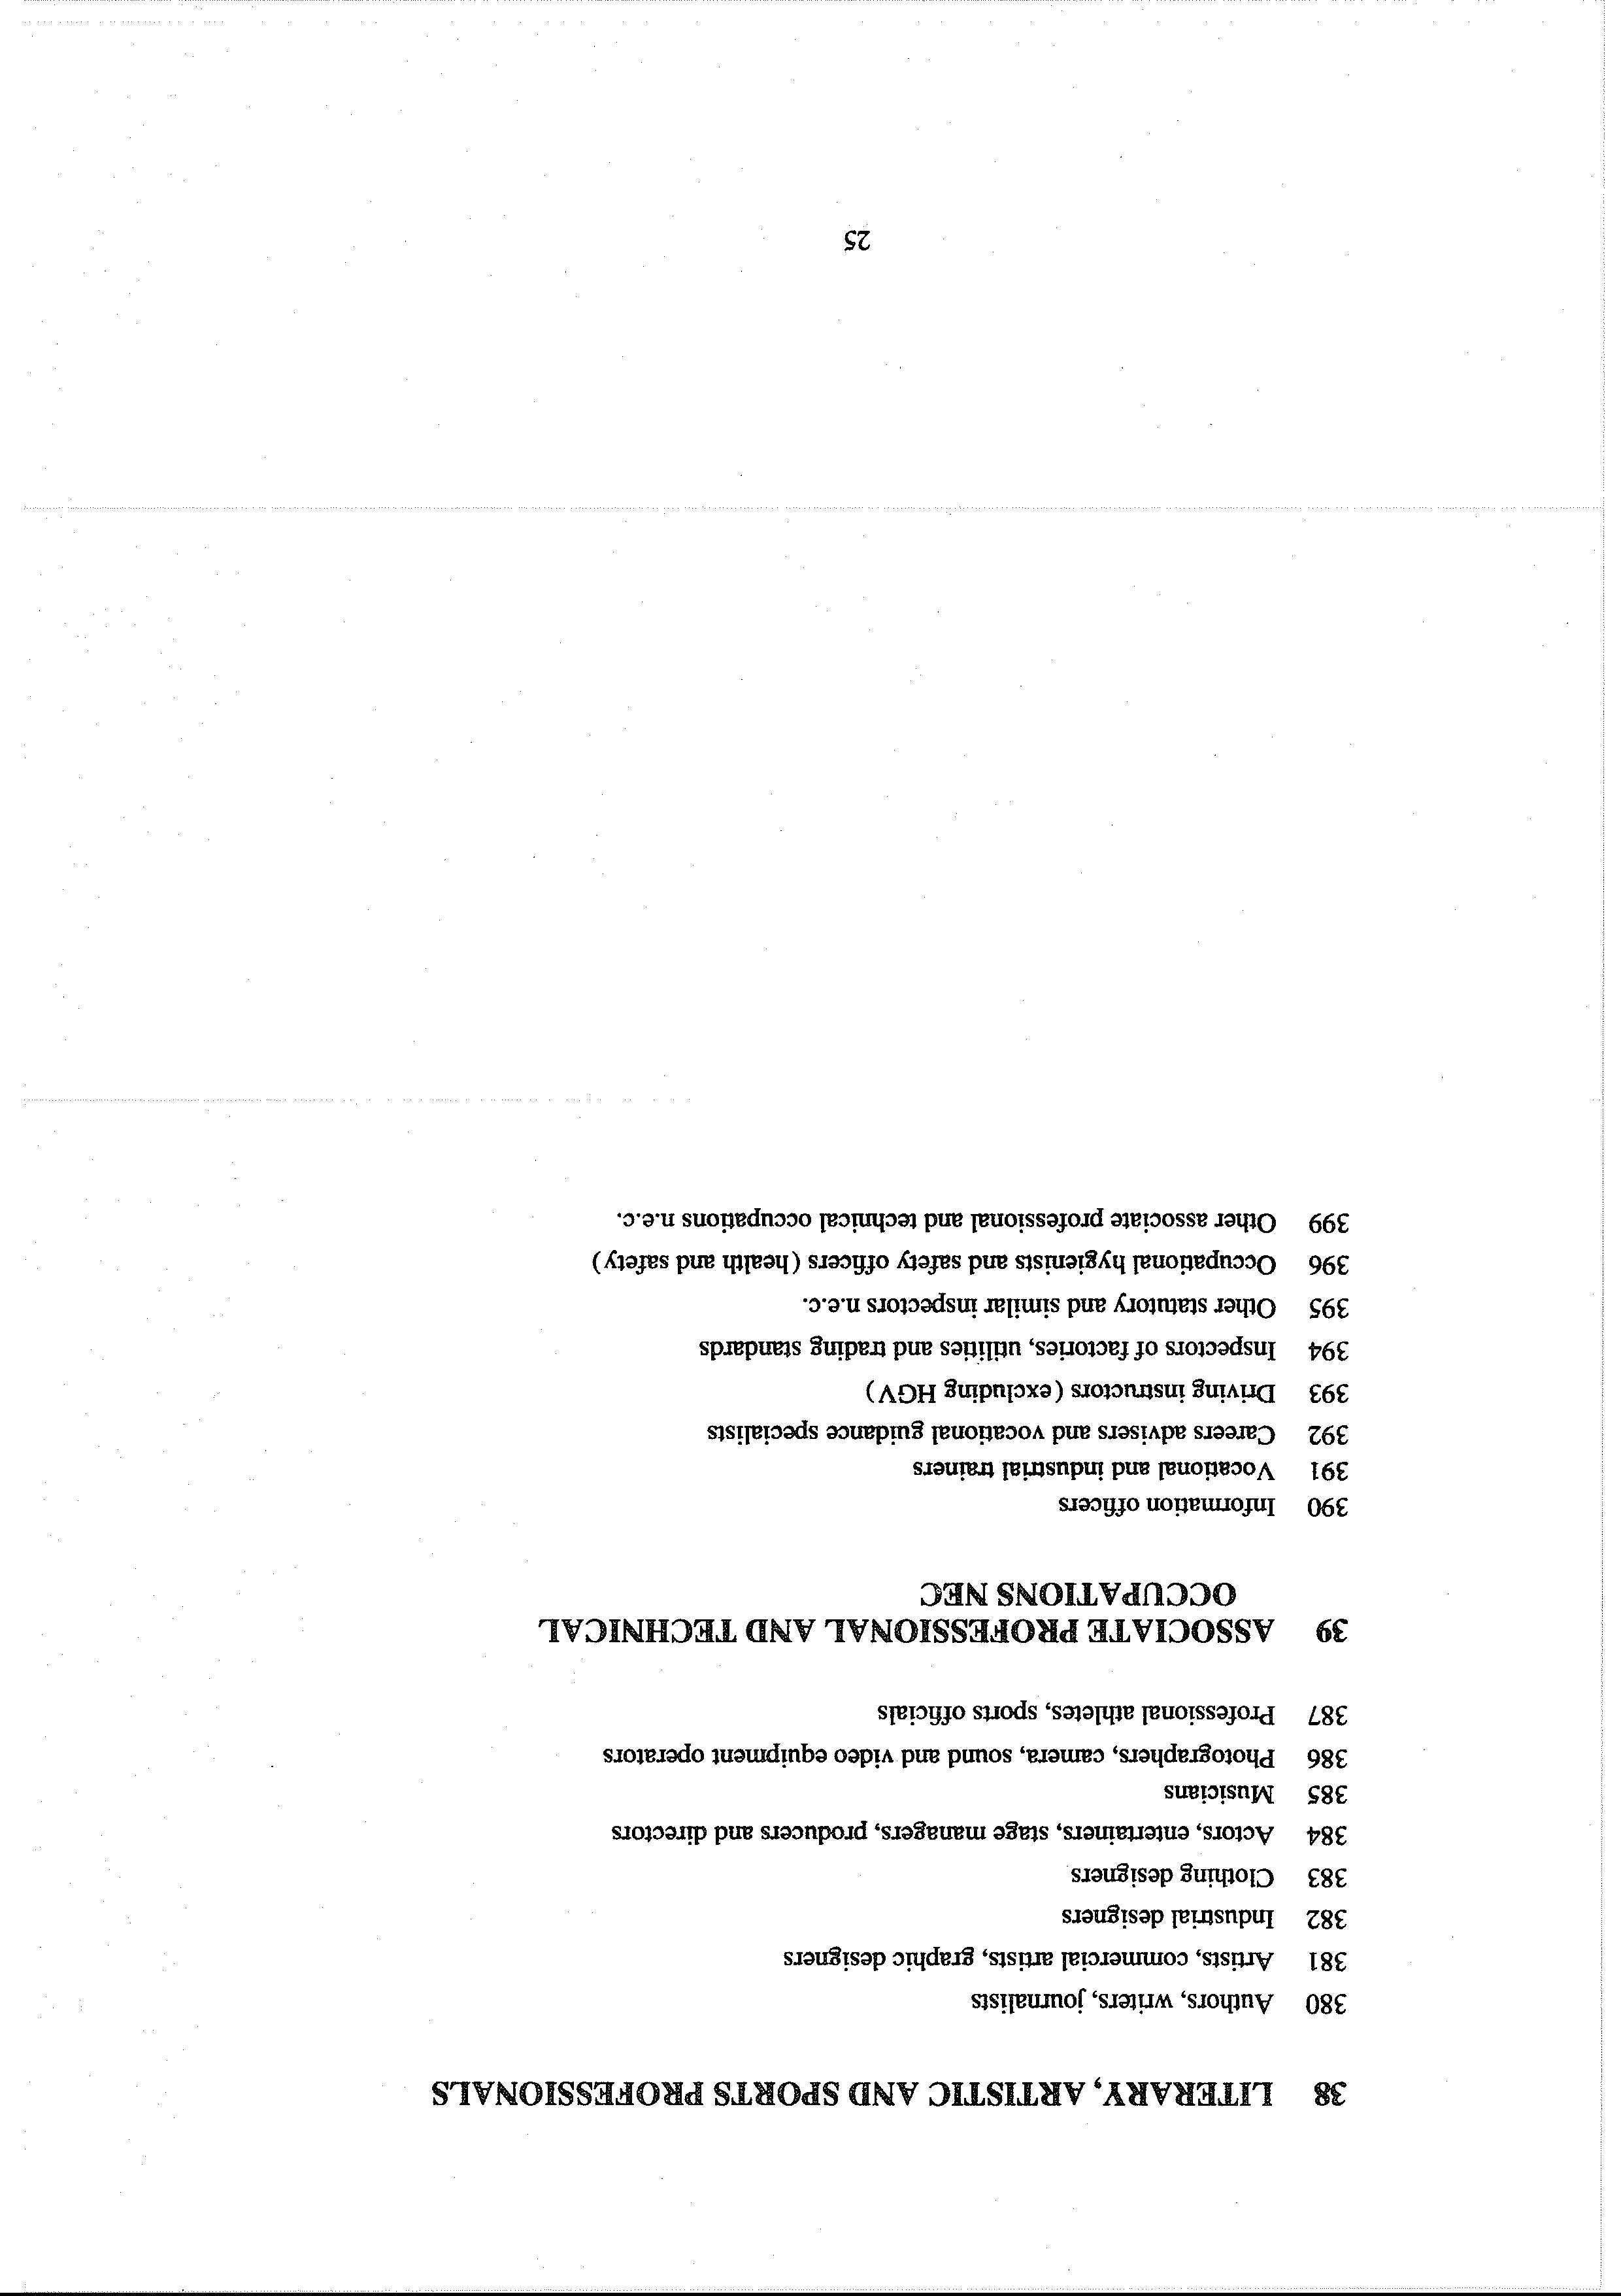 38 LITERARY, ARTISTIC AND SPORTS PROFESSIONALS
380 Authors, writers, journalists
381 Artists, commercial artists, graphic designers
382 Industrial designers
383 Clothing designers
384 Actors, entertainers, stage managers, producers and directors
385 Musicians
386 Photographers, camera, sound and video equipment operators
387 Professional athletes, sports officials
39 ASSOCIATE PROFESSIONAL AND TECHNICAL
OCCUPATIONS NEC
390 Information officers
391 Vocational and industrial trainers
392 Careers advisers and vocational guidance specialists
393 Driving instructors (excluding HGV)
394 Inspectors of factories, utilities and trading standards
395 Other statutory and similar inspectors n.e.c.
396 Occupational hygienists and safety officers (health and safety)
399 Other associate professional and technical occupations n.e.c.
25